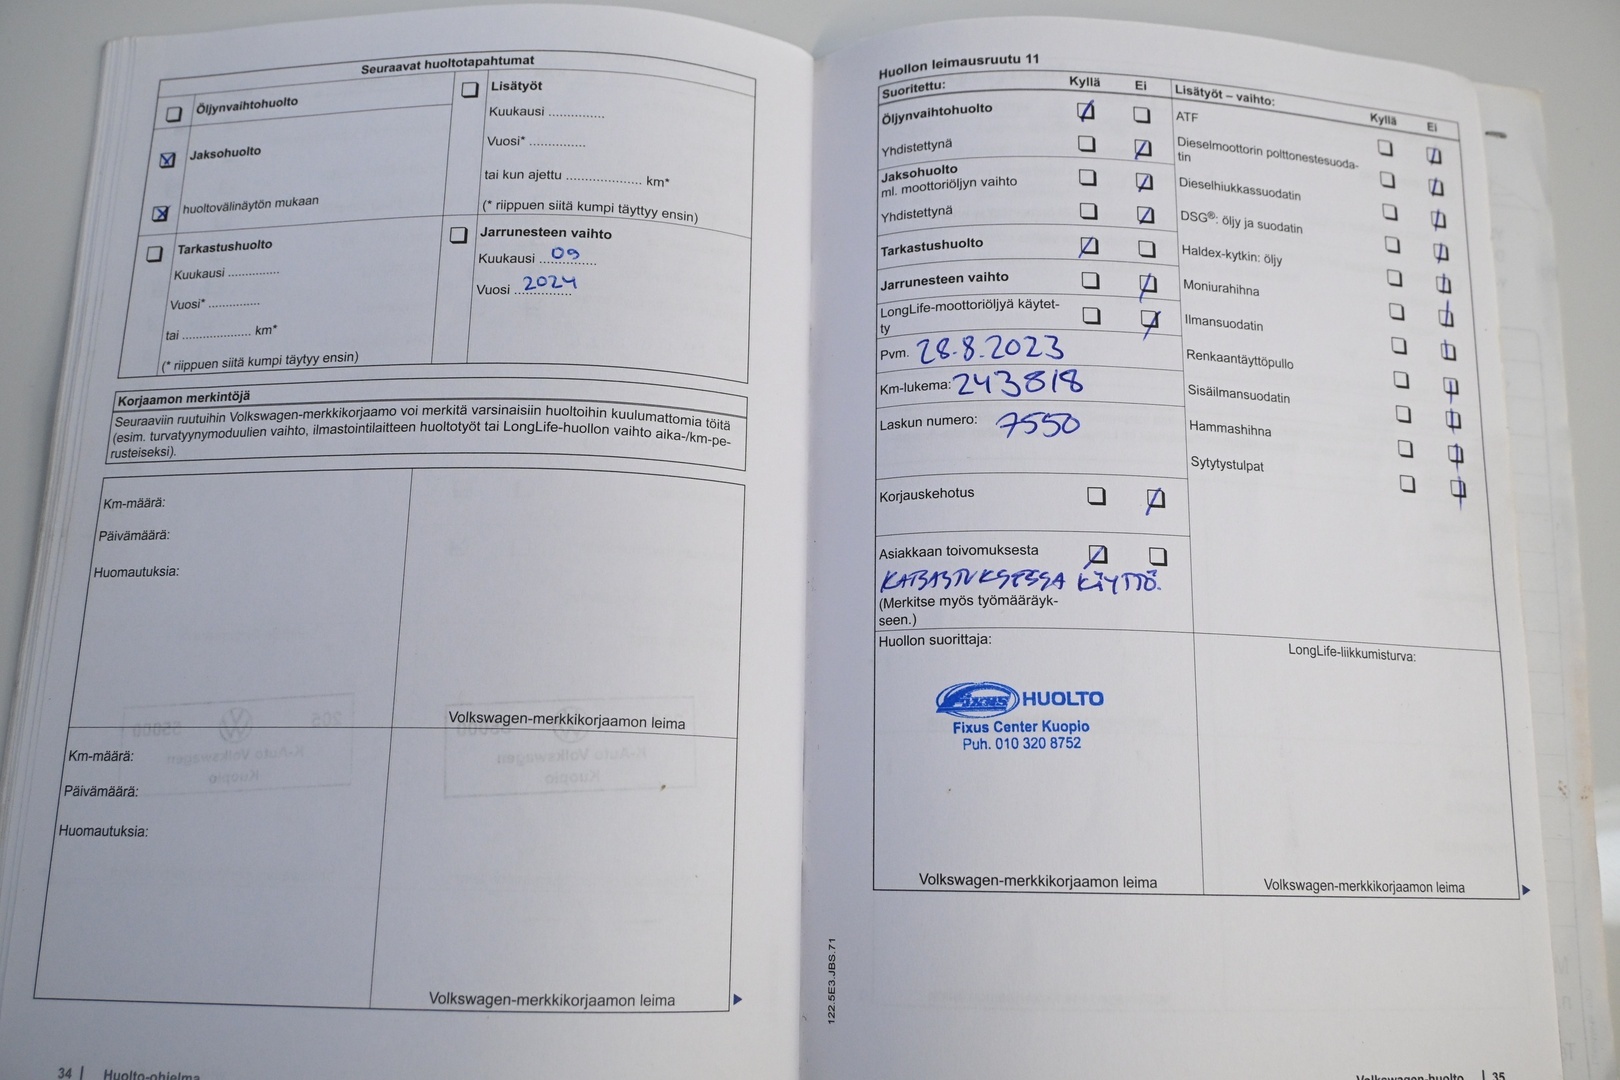 Seuraavat huoltotapahtumat
Öljynvaihtohuolto
Jaksohuolto
huoltovälinäytön mukaan
Tarkastushuolto
Kuukausi ..............
Vuosi* ..............
tai .................. km*
(* riippuen siitä kumpi täytyy ensin)
Lisätyöt
Kuukausi ..............
Vuosi* ..............
tai kun ajettu .................... km*
(* riippuen siitä kumpi täyttyy ensin)
Jarrunesteen vaihto
Kuukausi 09
Vuosi 2024
Korjaamon merkintöjä
Seuraaviin ruutuihin Volkswagen-merkkikorjaamo voi merkitä varsinaisiin huoltoihin kuulumattomia töitä
(esim. turvatyynymoduulien vaihto, ilmastointilaitteen huoltotyöt tai LongLife-huollon vaihto aika-/km-pe-
rusteiseksi).
Km-määrä:
Päivämäärä:
Huomautuksia:
Volkswagen-merkkikorjaamon leima
Km-määrä:
Päivämäärä:
Huomautuksia:
Volkswagen-merkkikorjaamon leima
34 | Huolto-ohjelma
Huollon leimausruutu 11
Suoritettu: Kyllä Ei
Öljynvaihtohuolto
Yhdistettynä
Jaksohuolto
ml. moottoriöljyn vaihto
Yhdistettynä
Tarkastushuolto
Jarrunesteen vaihto
LongLife-moottoriöljyä käytet-
ty
Pvm. 28.8.2023
Km-lukema: 243818
Laskun numero: 7550
Korjauskehotus
Asiakkaan toivomuksesta
KÄYTTÖ.
(Merkitse myös työmääräyk-
seen.)
Huollon suorittaja:
Fixus HUOLTO
Fixus Center Kuopio
Puh. 010 320 8752
Volkswagen-merkkikorjaamon leima
Lisätyöt – vaihto: Kyllä Ei
ATF
Dieselmoottorin polttonestesuoda-
tin
Dieselhiukkassuodatin
DSG®: öljy ja suodatin
Haldex-kytkin: öljy
Moniurahihna
Ilmansuodatin
Renkaantäyttöpullo
Sisäilmansuodatin
Hammashihna
Sytytystulpat
LongLife-liikkumisturva:
Volkswagen-merkkikorjaamon leima
122.5E3.JBS.71
Volkswagen-huolto | 35